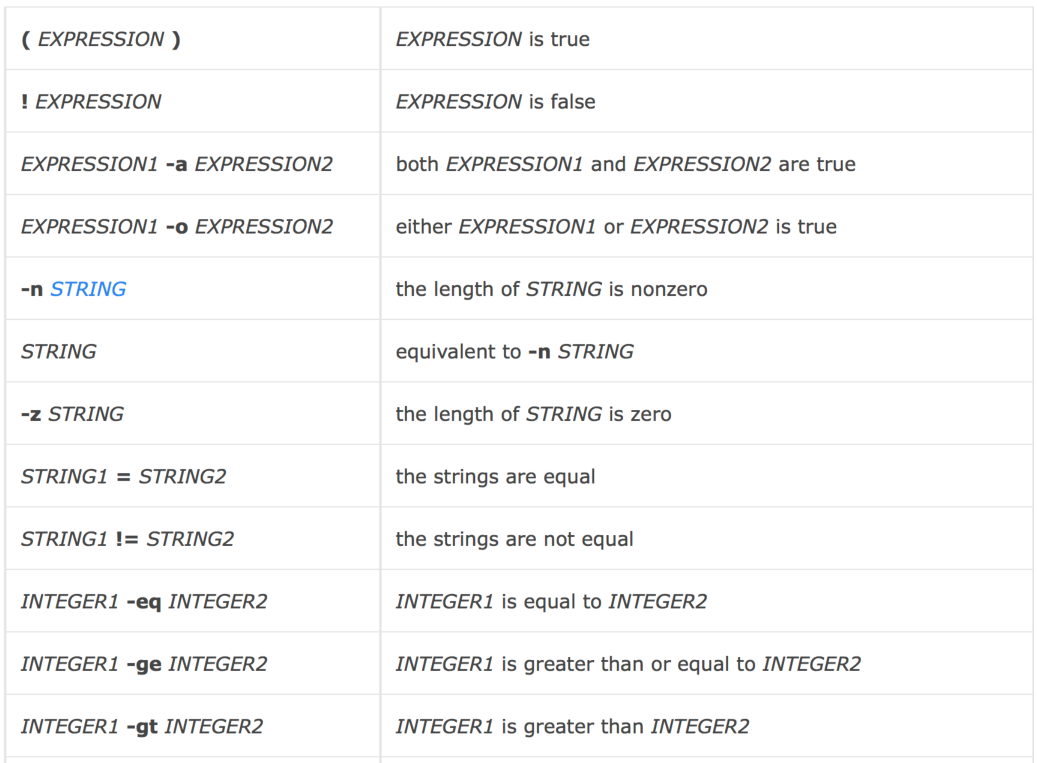 ( EXPRESSION ) EXPRESSION is true
! EXPRESSION EXPRESSION is false
EXPRESSION1 -a EXPRESSION2 both EXPRESSION1 and EXPRESSION2 are true
EXPRESSION1 -o EXPRESSION2 either EXPRESSION1 or EXPRESSION2 is true
-n STRING the length of STRING is nonzero
STRING equivalent to -n STRING
-z STRING the length of STRING is zero
STRING1 = STRING2 the strings are equal
STRING1 != STRING2 the strings are not equal
INTEGER1 -eq INTEGER2 INTEGER1 is equal to INTEGER2
INTEGER1 -ge INTEGER2 INTEGER1 is greater than or equal to INTEGER2
INTEGER1 -gt INTEGER2 INTEGER1 is greater than INTEGER2